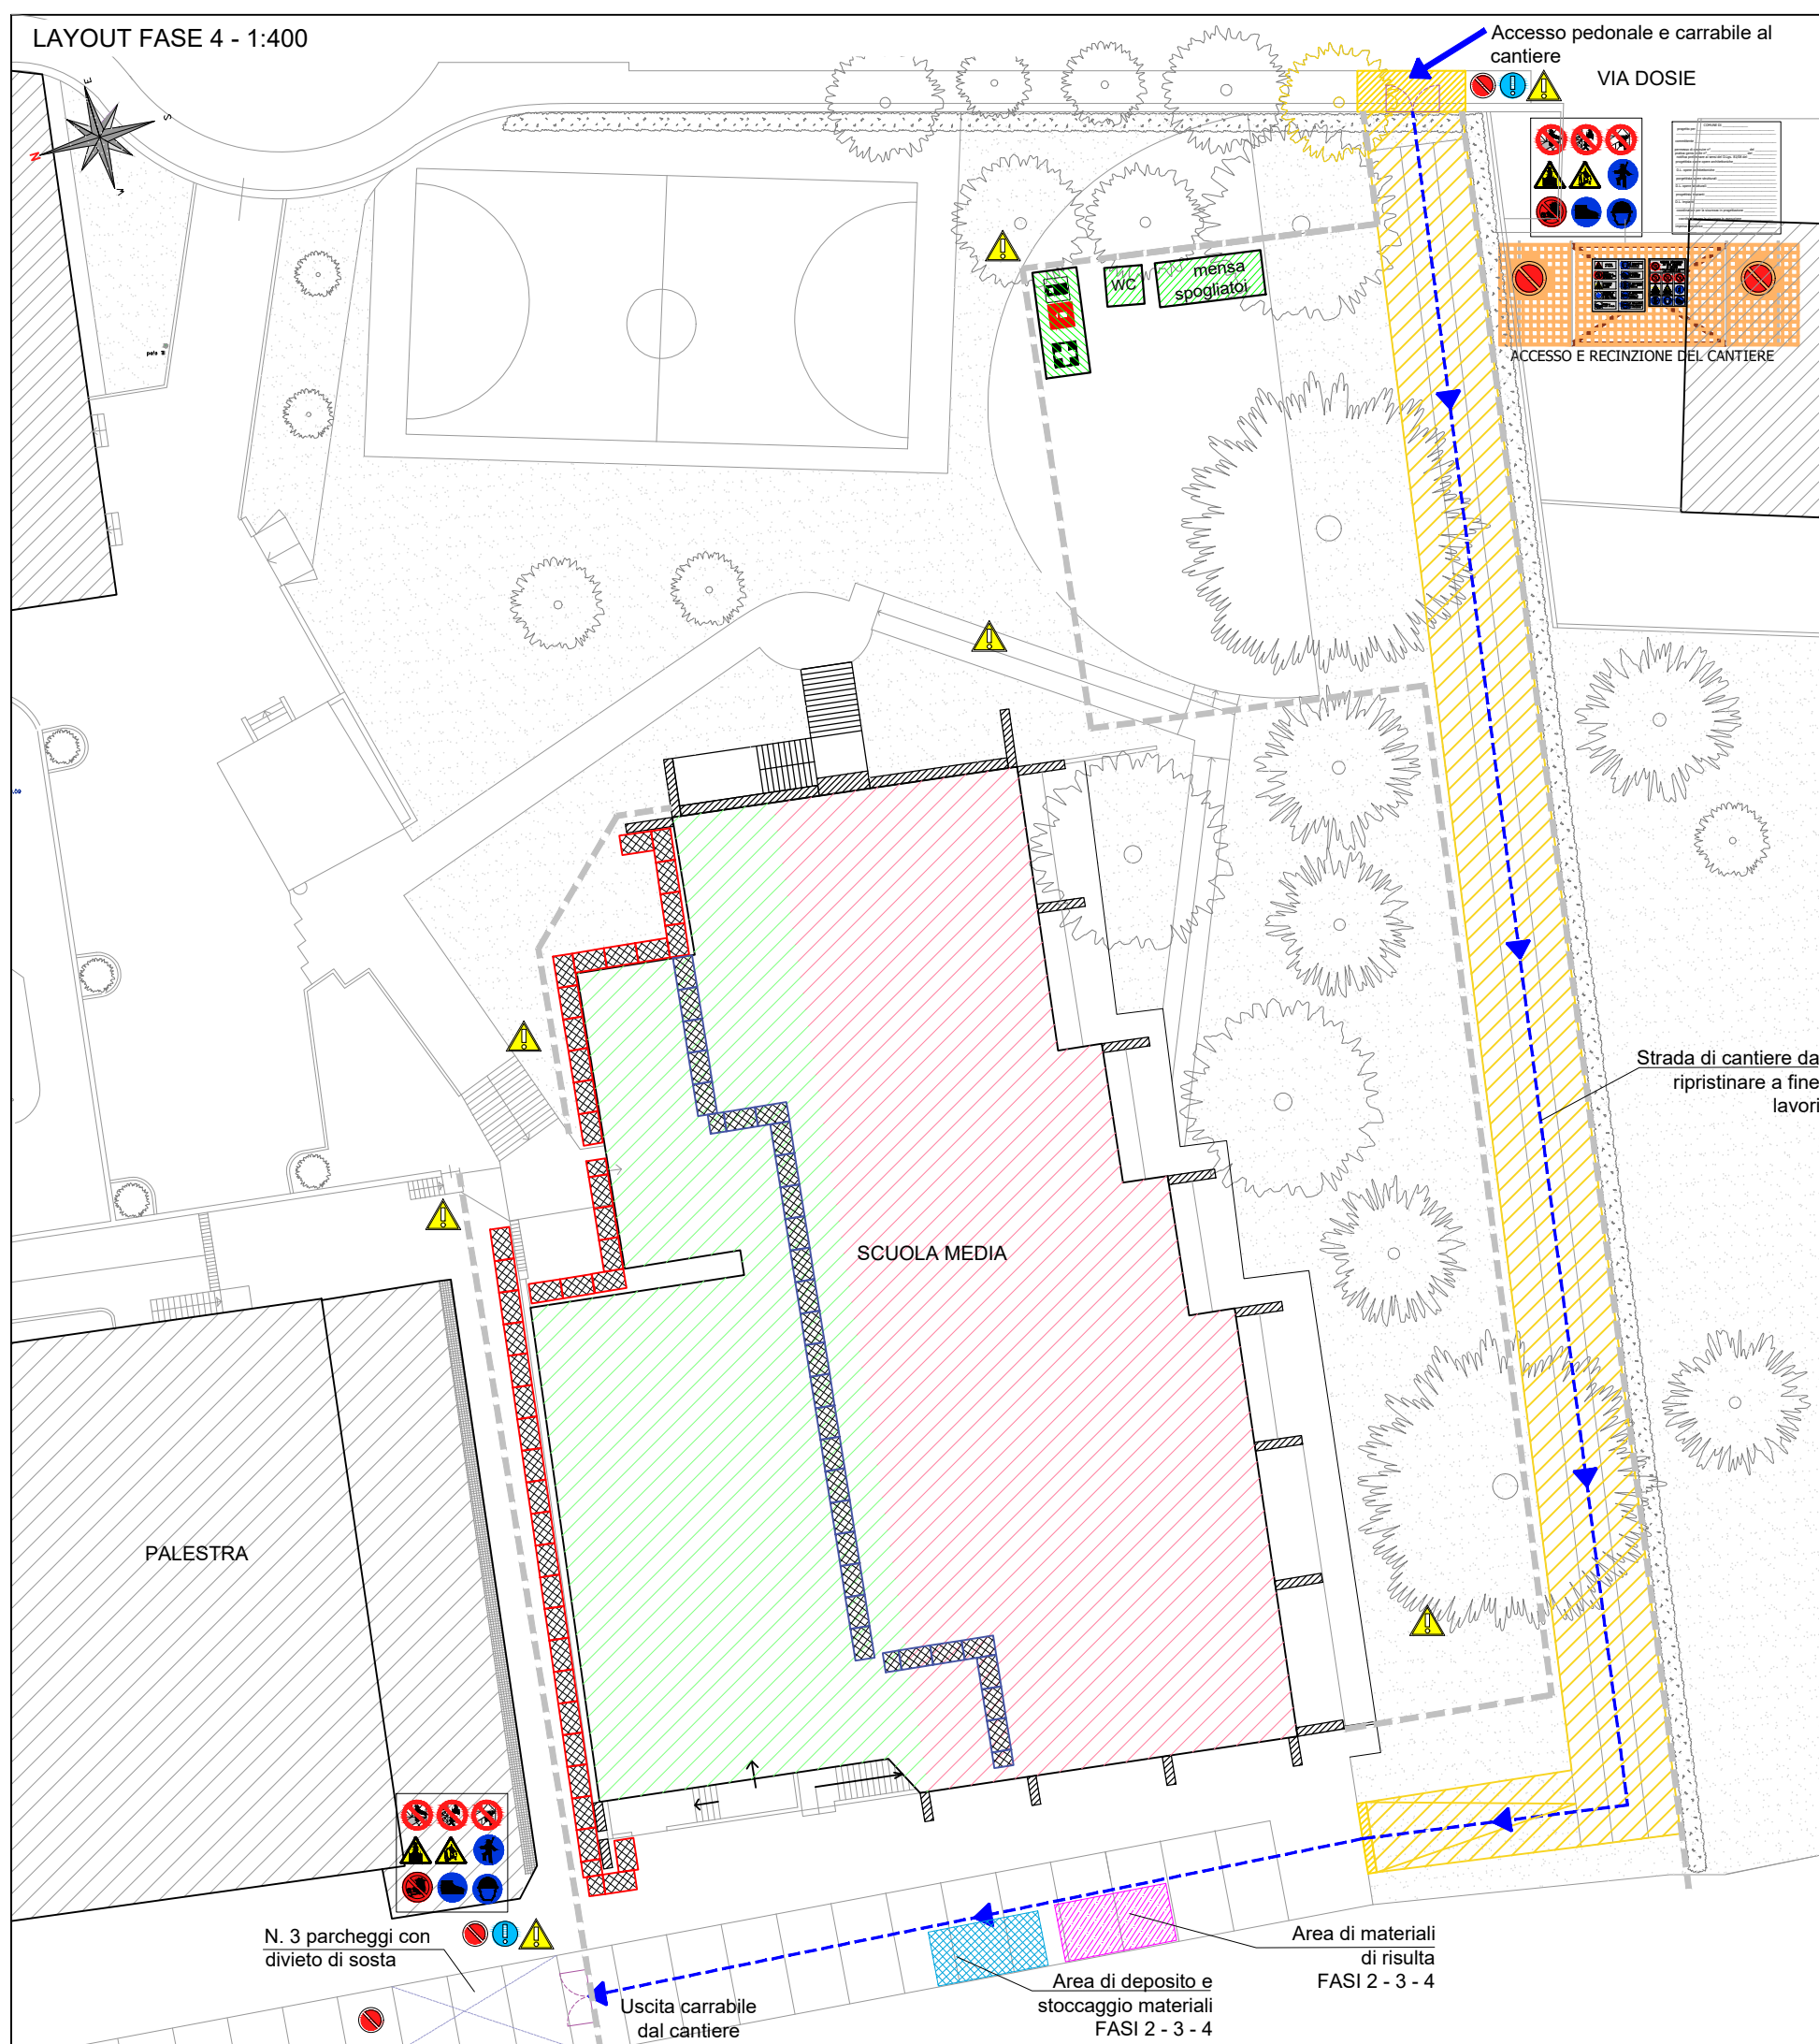 LAYOUT FASE 4 - 1:400
Accesso pedonale e carrabile al
cantiere
VIA DOSIE
E
S
N
mensa
spogliatoi
WC
ACCESSO E RECINZIONE DEL CANTIERE
Strada di cantiere da
ripristinare a fine
lavori
SCUOLA MEDIA
PALESTRA
N. 3 parcheggi con
divieto di sosta
Uscita carrabile
dal cantiere
Area di deposito e
stoccaggio materiali
FASI 2 - 3 - 4
Area di materiali
di risulta
FASI 2 - 3 - 4